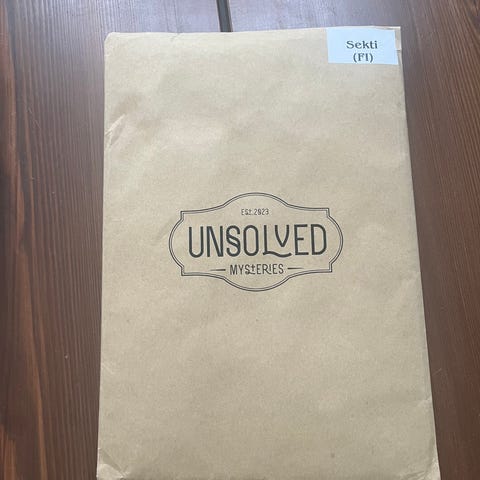 Sekti
(FI)
EST.2023
UNSOLVED
MYSTERIES